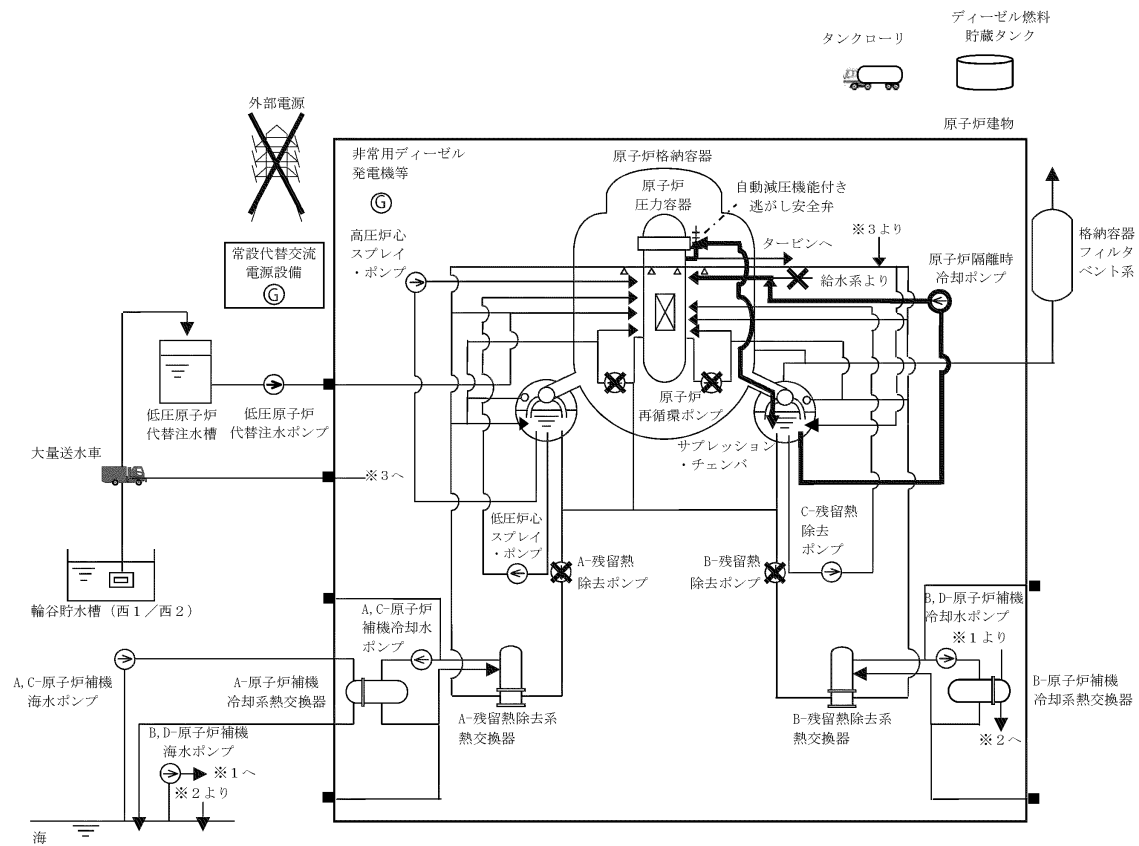 ディーゼル燃料
貯蔵タンク
タンクローリ
外部電源
原子炉建物
非常用ディーゼル
発電機等
G
原子炉格納容器
原子炉
圧力容器
自動減圧機能付き
逃がし安全弁
高圧炉心
スプレイ
・ポンプ
タービンへ
※3より
原子炉隔離時
冷却ポンプ
格納容器
フィルタ
ベント系
常設代替交流
電源設備
G
給水系より
低圧原子炉
代替注水槽
低圧原子炉
代替注水ポンプ
原子炉
再循環ポンプ
サプレッション
・チェンバ
大量送水車
※3へ
低圧炉心
スプレイ
・ポンプ
C-残留熱
除去
ポンプ
A-残留熱
除去ポンプ
B-残留熱
除去ポンプ
輪谷貯水槽(西1/西2)
A,C-原子炉
補機冷却水
ポンプ
B,D-原子炉補機
冷却水ポンプ
※1より
A,C-原子炉補機
海水ポンプ
A-原子炉補機
冷却系熱交換器
B-原子炉補機
冷却系熱交換器
A-残留熱除去系
熱交換器
B-残留熱除去系
熱交換器
※2へ
B,D-原子炉補機
海水ポンプ
※1へ
※2より
海